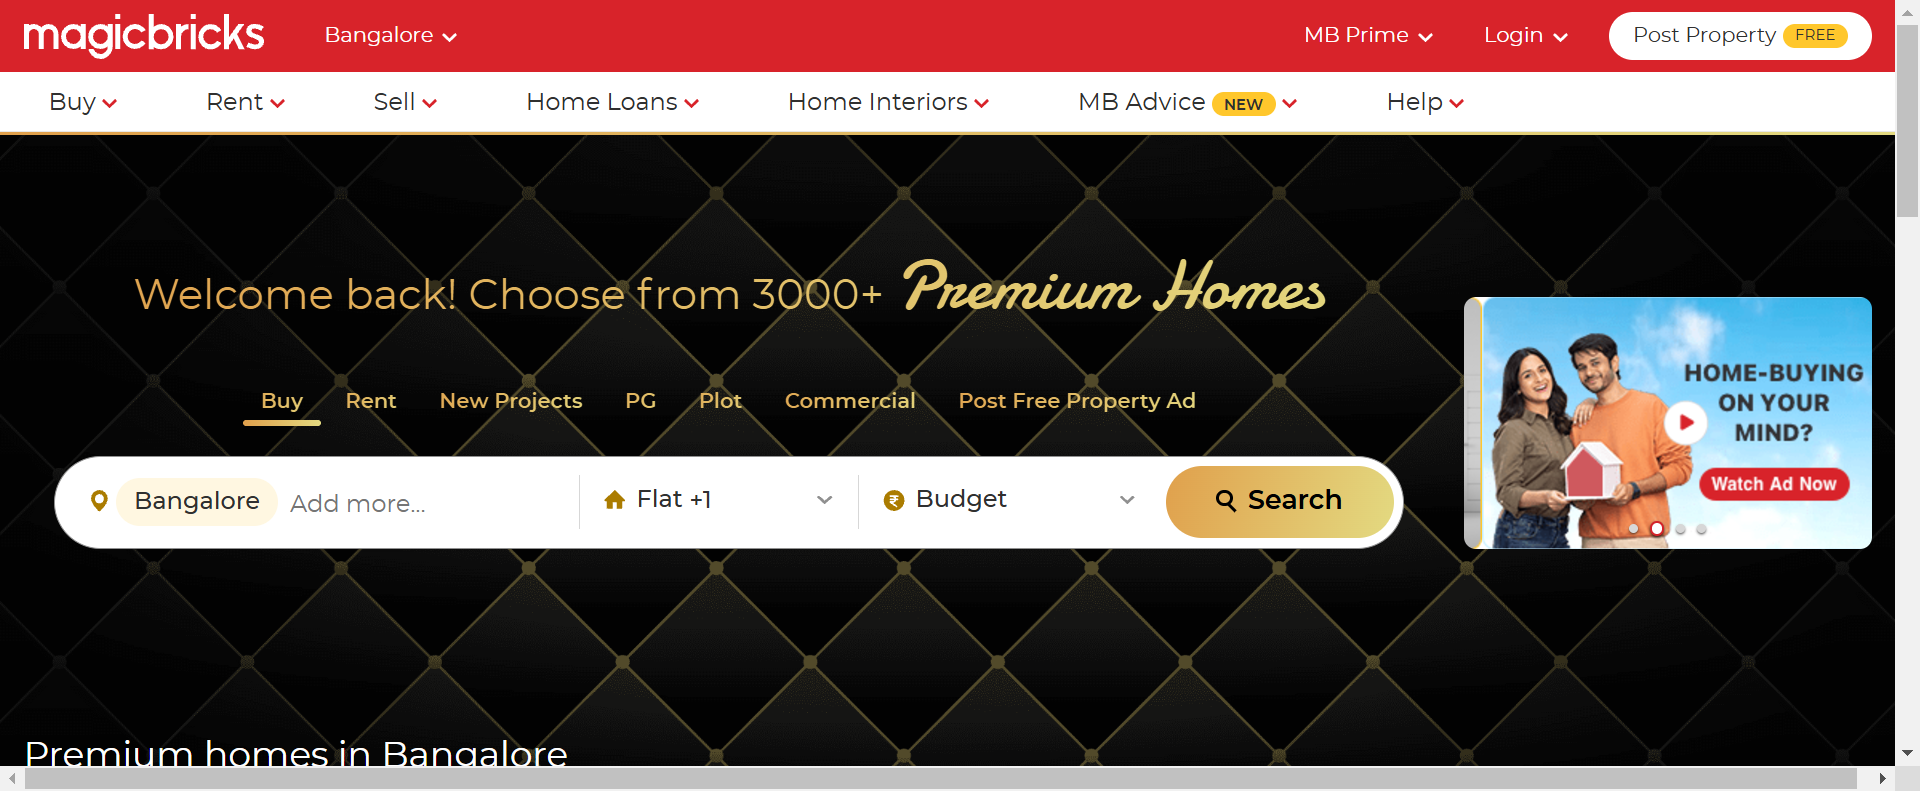 magicbricks
Bangalore
MB Prime
Login
Post Property FREE
Buy
Rent
Sell
Home Loans
Home Interiors
MB Advice NEW
Help
Welcome back! Choose from 3000+ Premium Homes
Buy
Rent
New Projects
PG
Plot
Commercial
Post Free Property Ad
Bangalore
Add more...
Flat +1
Budget
Search
HOME-BUYING
ON YOUR
MIND?
Watch Ad Now
Premium homes in Bangalore